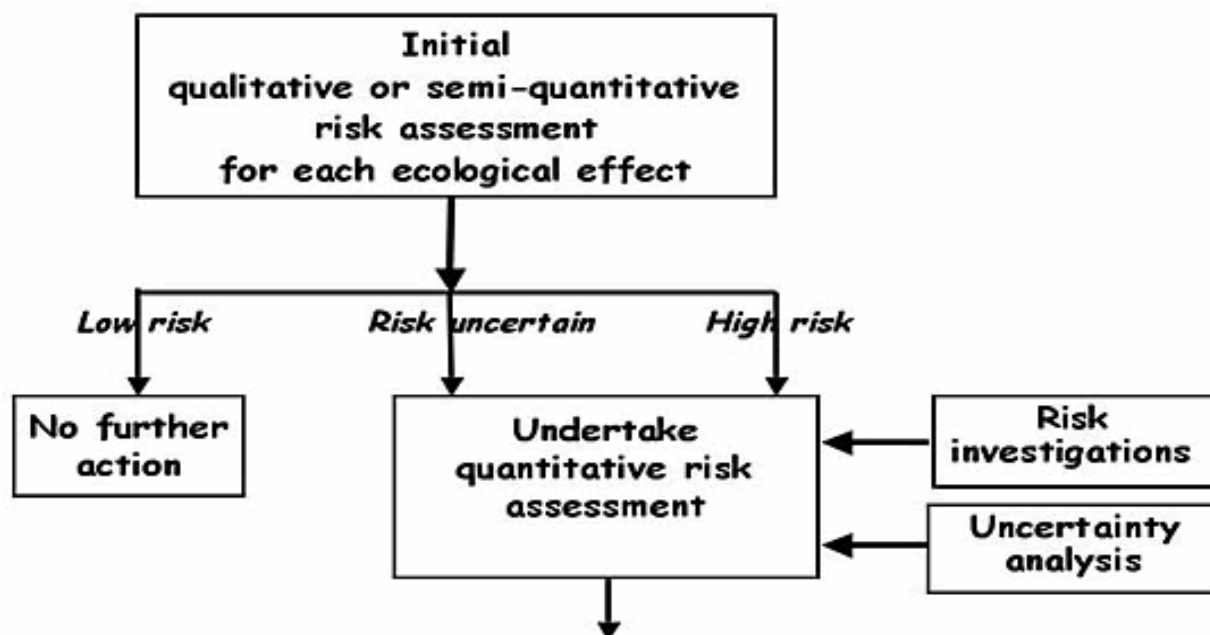 Initial
qualitative or semi-quantitative
risk assessment
for each ecological effect
Low risk
Risk uncertain
High risk
No further
action
Undertake
quantitative risk
assessment
Risk
investigations
Uncertainty
analysis